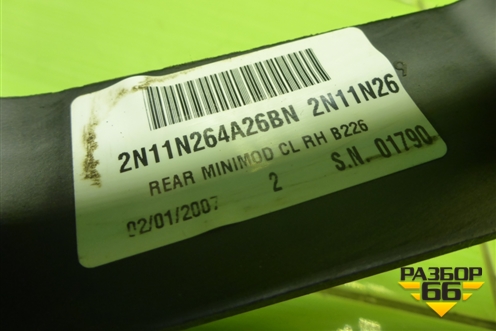 2N11N264A26BN 2N11N26
REAR MINIMOD CL RH B226
02/01/2007 2 S.N. 01790
РАЗБОР
66